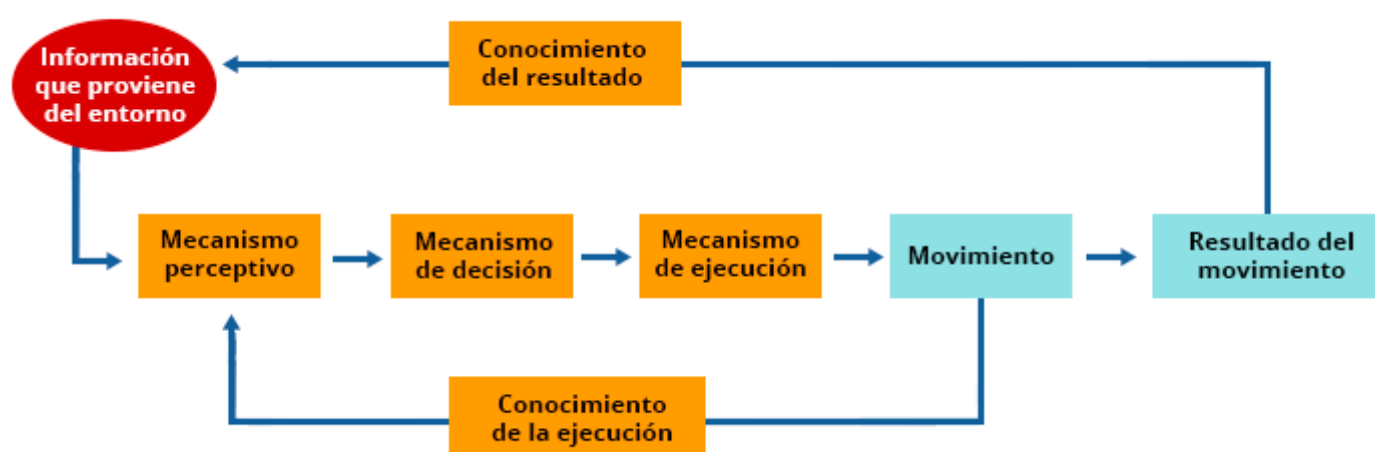 Información
que proviene
del entorno
Conocimiento
del resultado
Mecanismo
perceptivo
Mecanismo
de decisión
Mecanismo
de ejecución
Movimiento
Resultado del
movimiento
Conocimiento
de la ejecución